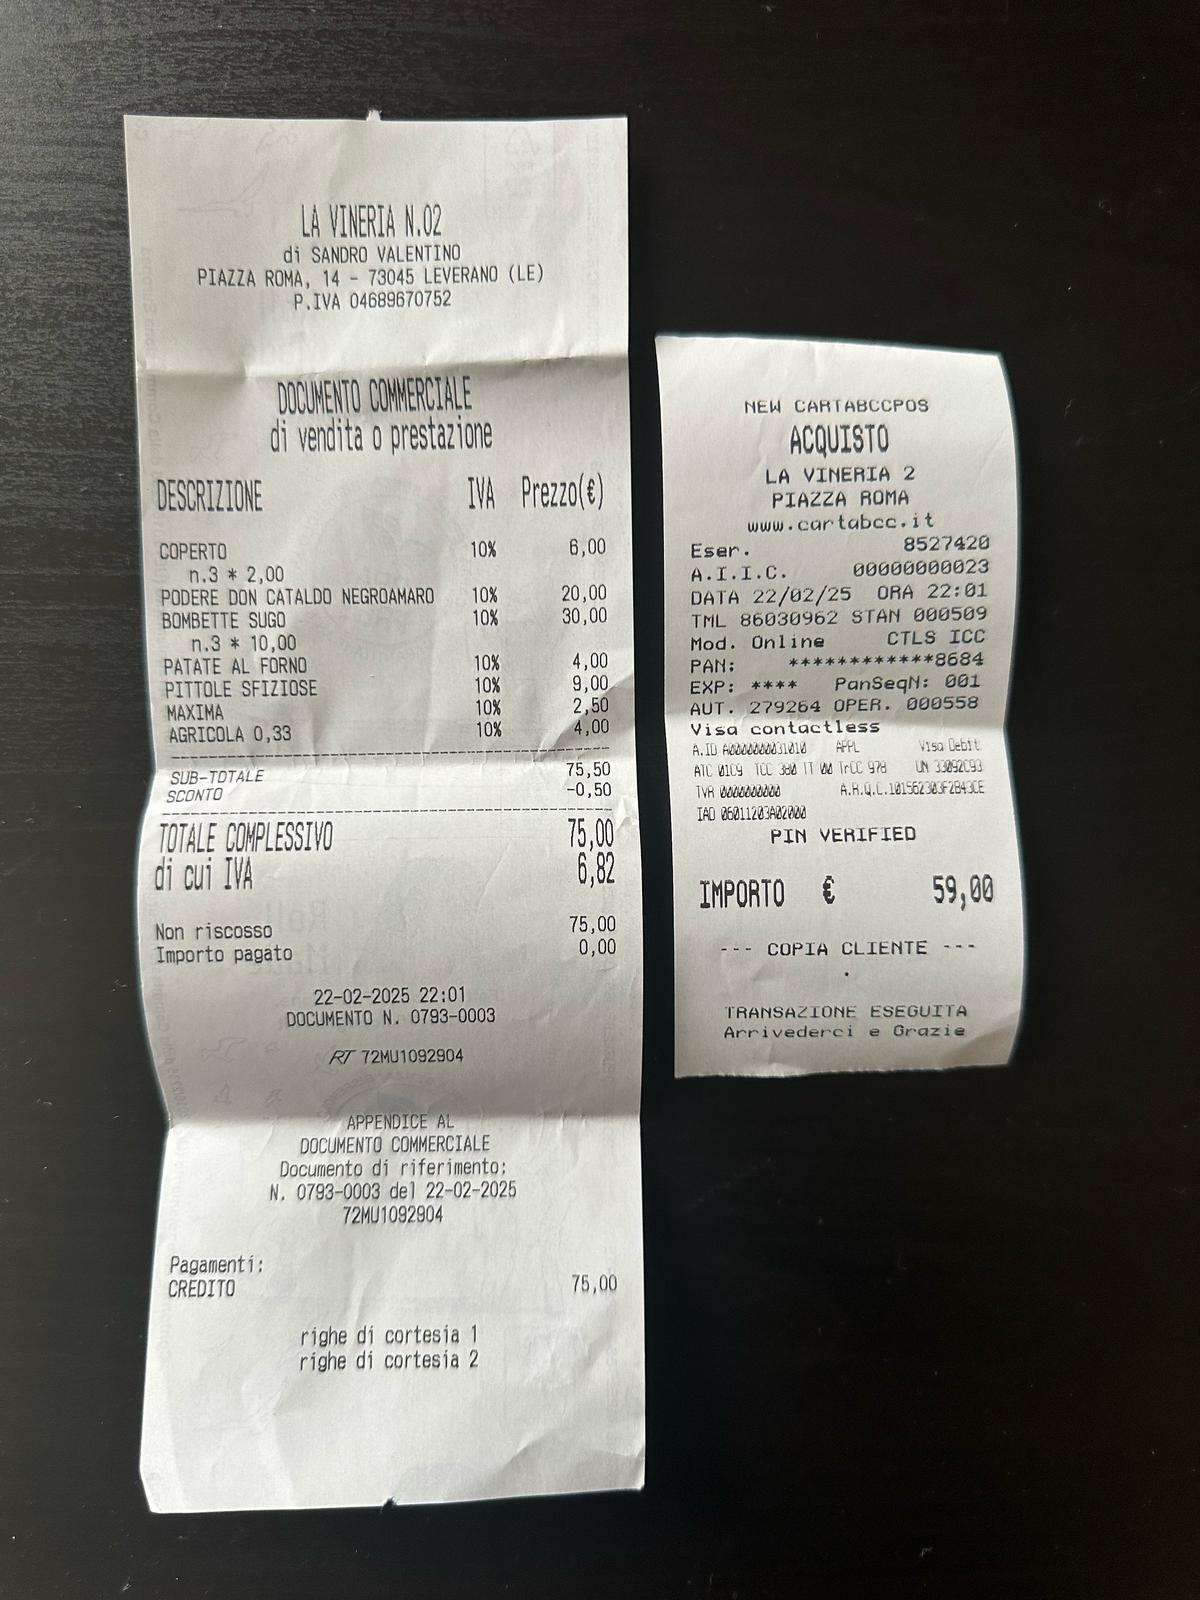 LA VINERIA N.02
di SANDRO VALENTINO
PIAZZA ROMA, 14 - 73045 LEVERANO (LE)
P.IVA 04689670752
DOCUMENTO COMMERCIALE
di vendita o prestazione
DESCRIZIONE IVA Prezzo(€)
COPERTO 10% 6,00
n.3 * 2,00
PODERE DON CATALDO NEGROAMARO 10% 20,00
BOMBETTE SUGO 10% 30,00
n.3 * 10,00
PATATE AL FORNO 10% 4,00
PITTOLE SFIZIOSE 10% 9,00
MAXIMA 10% 2,50
AGRICOLA 0,33 10% 4,00
SUB-TOTALE 75,50
SCONTO -0,50
TOTALE COMPLESSIVO 75,00
di cui IVA 6,82
Non riscosso 75,00
Importo pagato 0,00
22-02-2025 22:01
DOCUMENTO N. 0793-0003
RT 72MU1092904
APPENDICE AL
DOCUMENTO COMMERCIALE
Documento di riferimento:
N. 0793-0003 del 22-02-2025
72MU1092904
Pagamenti:
CREDITO 75,00
righe di cortesia 1
righe di cortesia 2
NEW CARTABCCPOS
ACQUISTO
LA VINERIA 2
PIAZZA ROMA
www.cartabcc.it
Eser. 8527420
A.I.I.C. 00000000023
DATA 22/02/25 ORA 22:01
TML 86030962 STAN 000509
Mod. Online CTLS ICC
PAN: ************8684
EXP: **** PanSeqN: 001
AUT. 279264 OPER. 000558
Visa contactless
A.ID A0000000031010 APPL Visa Debit
ATC 01C9 TCC 380 IT 00 TrCC 978 UN 33092C93
TVR 0000000000 A.R.Q.C.101562303F2B43CE
IAD 06011203A02000
PIN VERIFIED
IMPORTO € 59,00
--- COPIA CLIENTE ---
.
TRANSAZIONE ESEGUITA
Arrivederci e Grazie